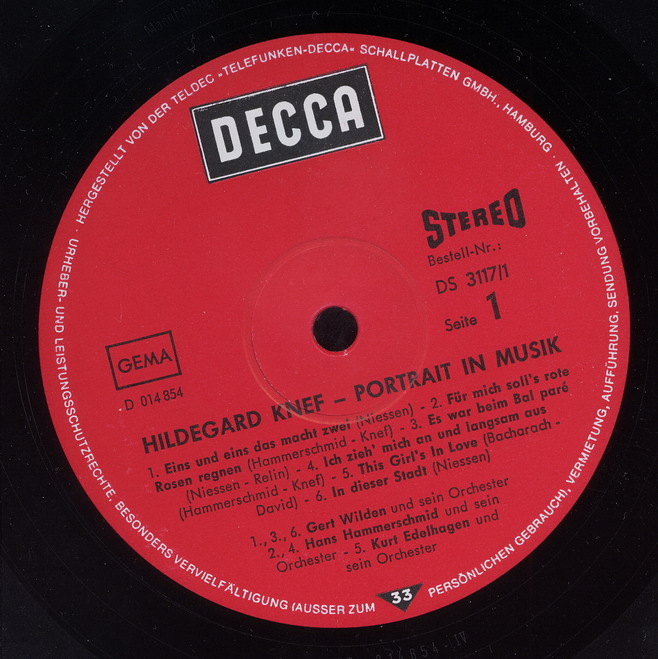 · HERGESTELLT VON DER TELDEC »TELEFUNKEN-DECCA« SCHALLPLATTEN GMBH., HAMBURG · URHEBER- UND LEISTUNGSSCHUTZRECHTE, BESONDERS VERVIELFÄLTIGUNG (AUSSER ZUM PERSÖNLICHEN GEBRAUCH), VERMIETUNG, AUFFÜHRUNG, SENDUNG VORBEHALTEN ·
DECCA
STEREO
Bestell-Nr.:
DS 3117/1
Seite 1
GEMA
D 014 854
HILDEGARD KNEF – PORTRAIT IN MUSIK
1. Eins und eins das macht zwei (Niessen) - 2. Für mich soll's rote
Rosen regnen (Hammerschmid - Knef) - 3. Es war beim Bal paré
(Niessen - Relin) - 4. Ich zieh' mich an und langsam aus
(Hammerschmid - Knef) - 5. This Girl's In Love (Bacharach -
David) - 6. In dieser Stadt (Niessen)
1., 3., 6. Gert Wilden und sein Orchester
2., 4. Hans Hammerschmid und sein
Orchester - 5. Kurt Edelhagen und
sein Orchester
33